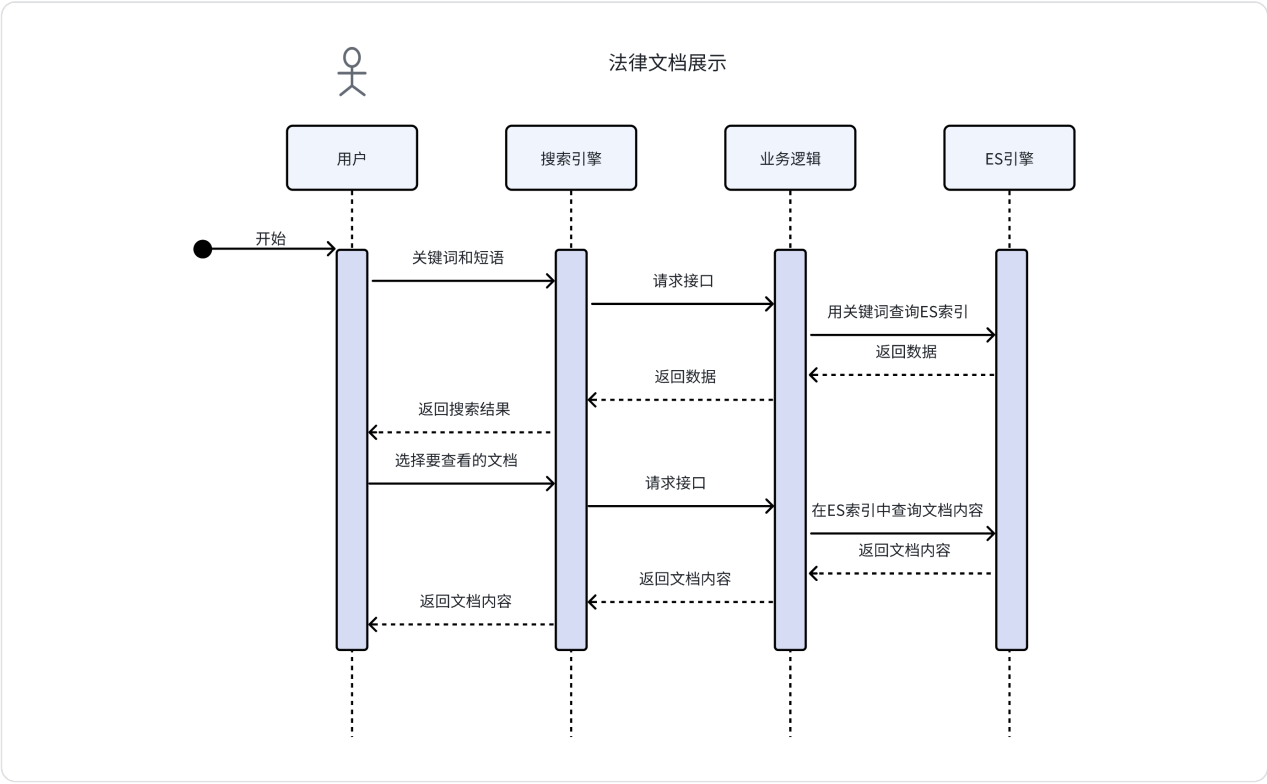 法律文档展示
用户
搜索引擎
业务逻辑
ES引擎
开始
关键词和短语
请求接口
用关键词查询ES索引
返回数据
返回数据
返回搜索结果
选择要查看的文档
请求接口
在ES索引中查询文档内容
返回文档内容
返回文档内容
返回文档内容